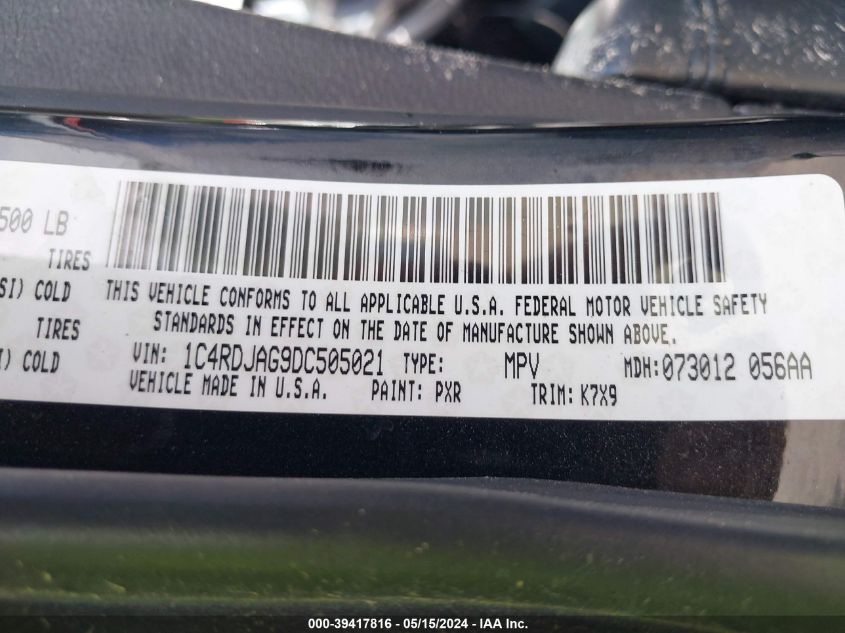 500 LB
TIRES
SI) COLD
TIRES
I) COLD
THIS VEHICLE CONFORMS TO ALL APPLICABLE U.S.A. FEDERAL MOTOR VEHICLE SAFETY
STANDARDS IN EFFECT ON THE DATE OF MANUFACTURE SHOWN ABOVE.
VIN: 1C4RDJAG9DC505021 TYPE: MPV MDH:073012 056AA
VEHICLE MADE IN U.S.A. PAINT: PXR TRIM: K7X9
000-39417816 - 05/15/2024 - IAA Inc.